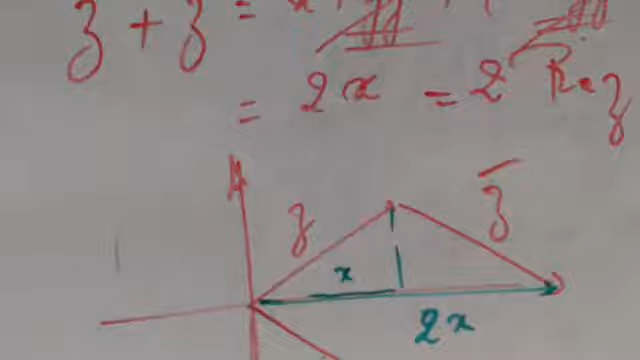 z + z =
= 2x = 2 Re z
z
z̅
x
2x